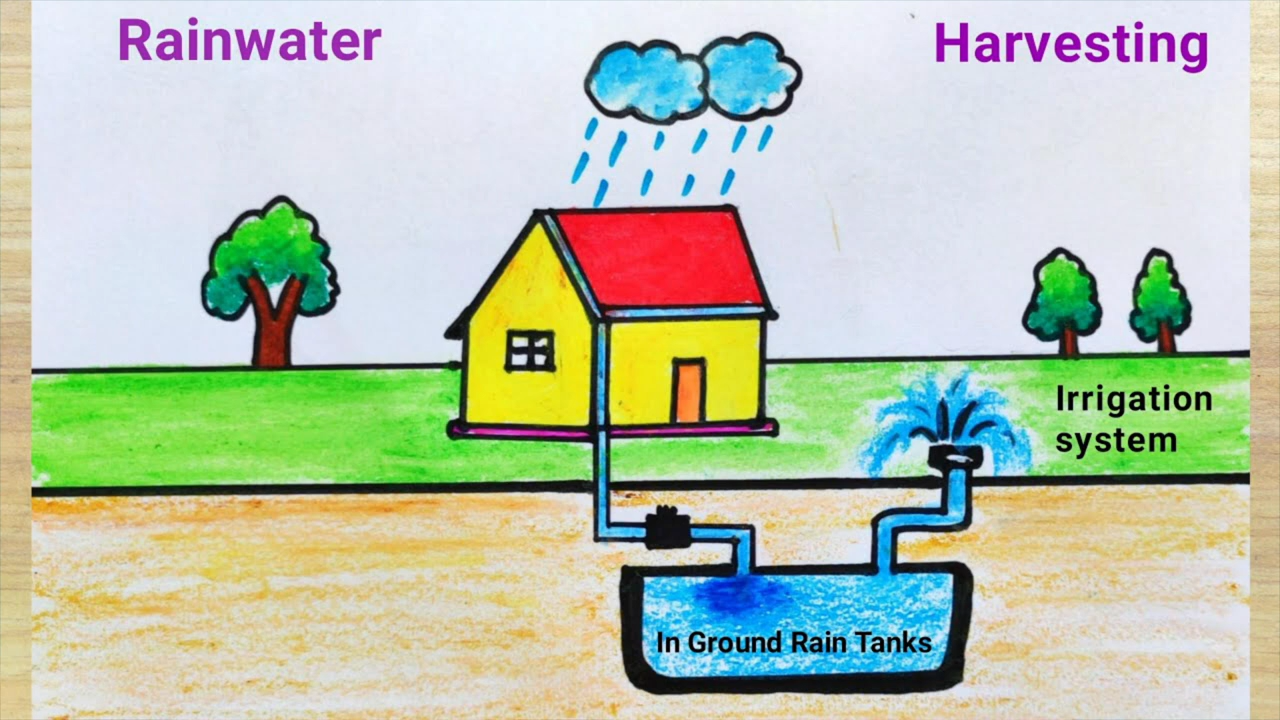 Rainwater
Harvesting
Irrigation
system
In Ground Rain Tanks